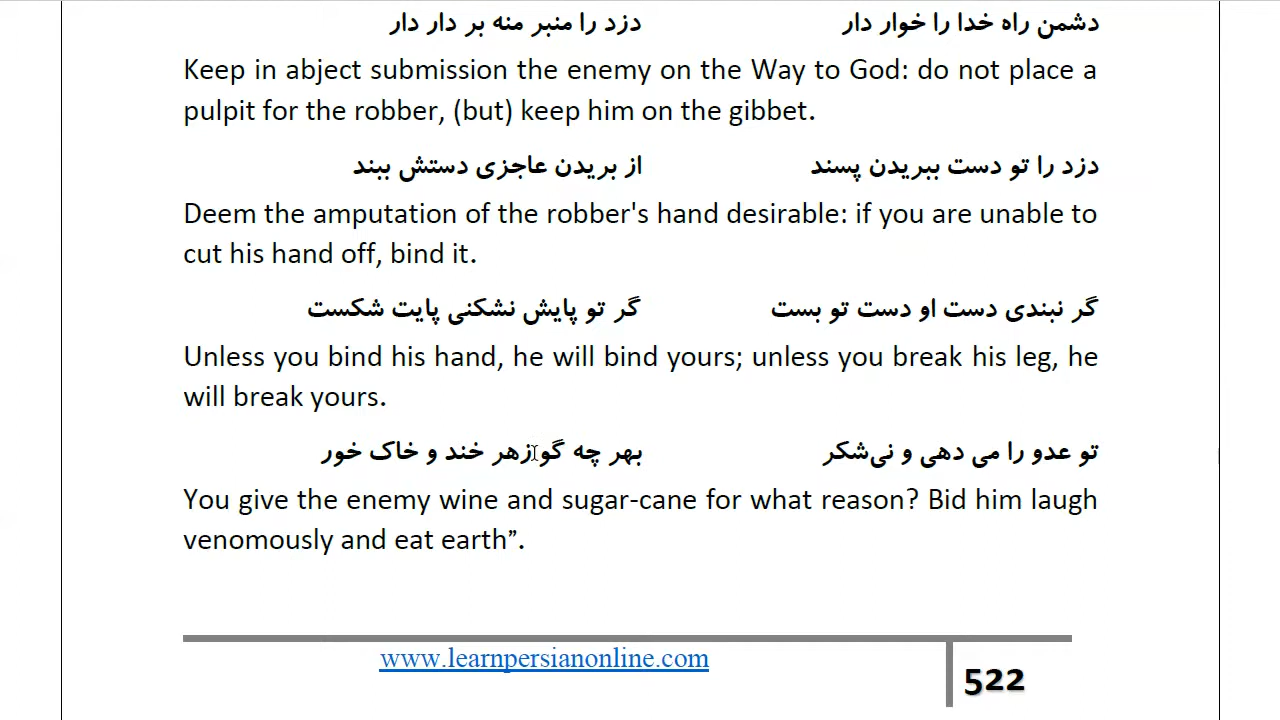 دشمن راه خدا را خوار دار دزد را منبر منه بر دار دار
Keep in abject submission the enemy on the Way to God: do not place a
pulpit for the robber, (but) keep him on the gibbet.
دزد را تو دست ببریدن پسند از بریدن عاجزی دستش ببند
Deem the amputation of the robber's hand desirable: if you are unable to
cut his hand off, bind it.
گر نبندی دست او دست تو بست گر تو پایش نشکنی پایت شکست
Unless you bind his hand, he will bind yours; unless you break his leg, he
will break yours.
تو عدو را می دهی و نی‌شکر بهر چه گو زهر خند و خاک خور
You give the enemy wine and sugar-cane for what reason? Bid him laugh
venomously and eat earth”.
www.learnpersianonline.com
522